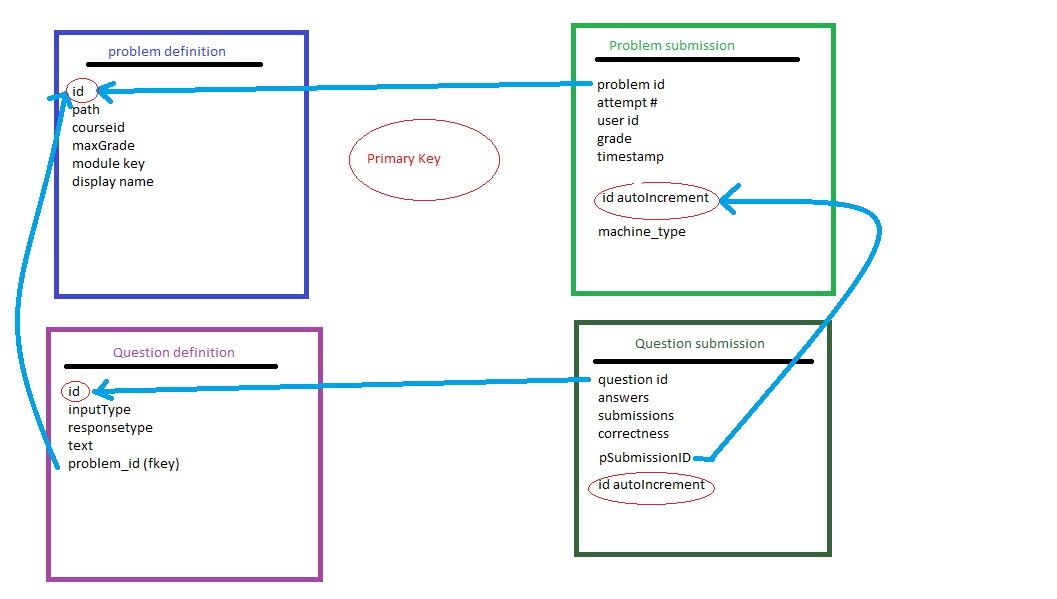 problem definition
id
path
courseid
maxGrade
module key
display name
Primary Key
Problem submission
problem id
attempt #
user id
grade
timestamp
id autoIncrement
machine_type
Question definition
id
inputType
responsetype
text
problem_id (fkey)
Question submission
question id
answers
submissions
correctness
pSubmissionID
id autoIncrement